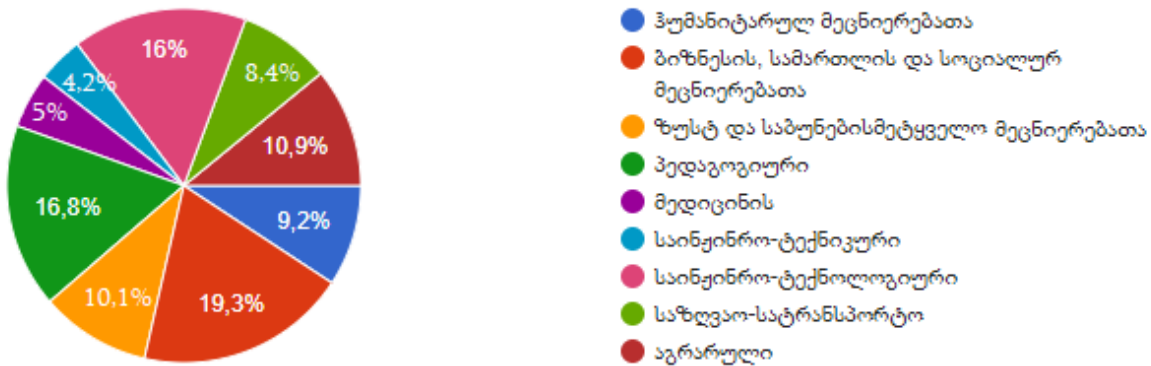 16%
8,4%
4,2%
5%
10,9%
16,8%
9,2%
10,1%
19,3%
ჰუმანიტარულ მეცნიერებათა
ბიზნესის, სამართლის და სოციალურ
მეცნიერებათა
ზუსტ და საბუნებისმეტყველო მეცნიერებათა
პედაგოგიური
მედიცინის
საინჟინრო-ტექნიკური
საინჟინრო-ტექნოლოგიური
საზღვაო-სატრანსპორტო
აგრარული